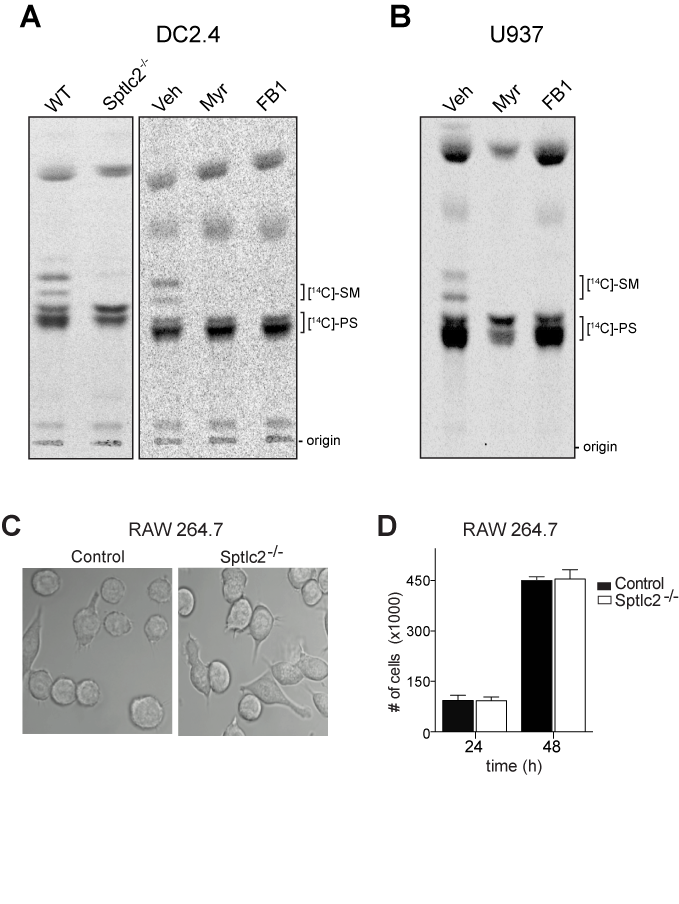 A
DC2.4
WT
Sptlc2-/-
Veh
Myr
FB1
[14C]-SM
[14C]-PS
- origin
B
U937
Veh
Myr
FB1
[14C]-SM
[14C]-PS
- origin
C
RAW 264.7
Control
Sptlc2-/-
D
RAW 264.7
# of cells (x1000)
450
300
150
0
24
48
time (h)
Control
Sptlc2 -/-